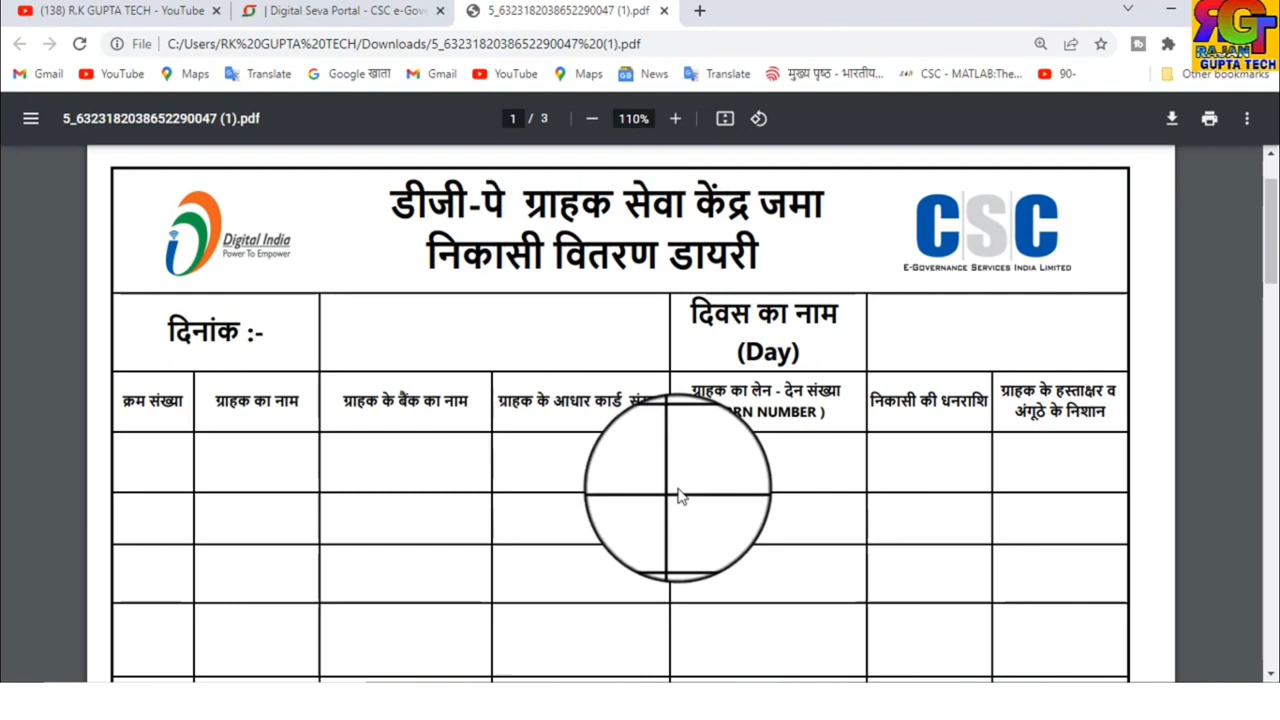 (138) R.K GUPTA TECH - YouTube
| Digital Seva Portal - CSC e-Gov
5_6323182038652290047 (1).pdf
File
C:/Users/RK%20GUPTA%20TECH/Downloads/5_6323182038652290047%20(1).pdf
RGT
RAJAN
GUPTA TECH
Gmail
YouTube
Maps
Translate
Google खाता
Gmail
YouTube
Maps
News
Translate
मुख्य पृष्ठ - भारतीय...
CSC - MATLAB:The...
90-
Other bookmarks
5_6323182038652290047 (1).pdf
1 / 3
110%
Digital India
Power To Empower
डीजी-पे ग्राहक सेवा केंद्र जमा
निकासी वितरण डायरी
CSC
E-Governance Services India Limited
दिनांक :-
दिवस का नाम
(Day)
क्रम संख्या
ग्राहक का नाम
ग्राहक के बैंक का नाम
ग्राहक के आधार कार्ड
ग्राहक का लेन - देन संख्या
NUMBER )
निकासी की धनराशि
ग्राहक के हस्ताक्षर व
अंगूठे के निशान